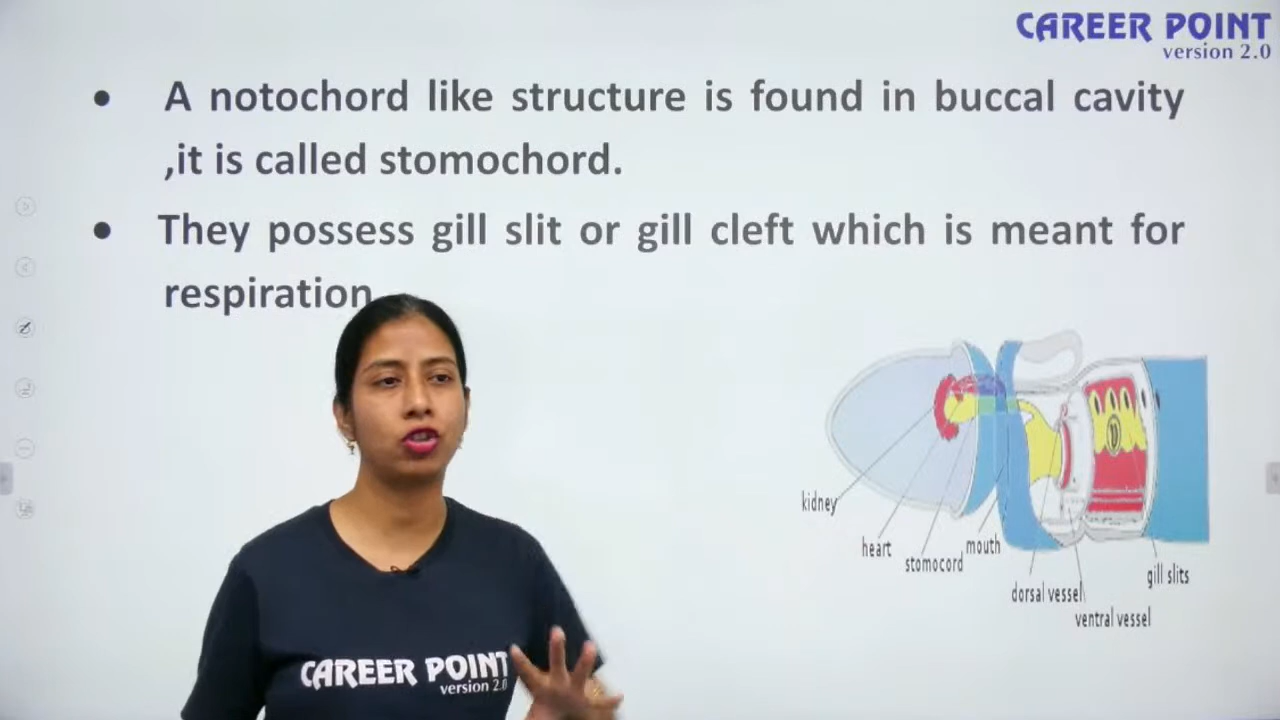 CAREER POINT
version 2.0
• A notochord like structure is found in buccal cavity
,it is called stomochord.
• They possess gill slit or gill cleft which is meant for
respiration
kidney
heart
stomocord
mouth
dorsal vessel
ventral vessel
gill slits
CAREER POINT
version 2.0